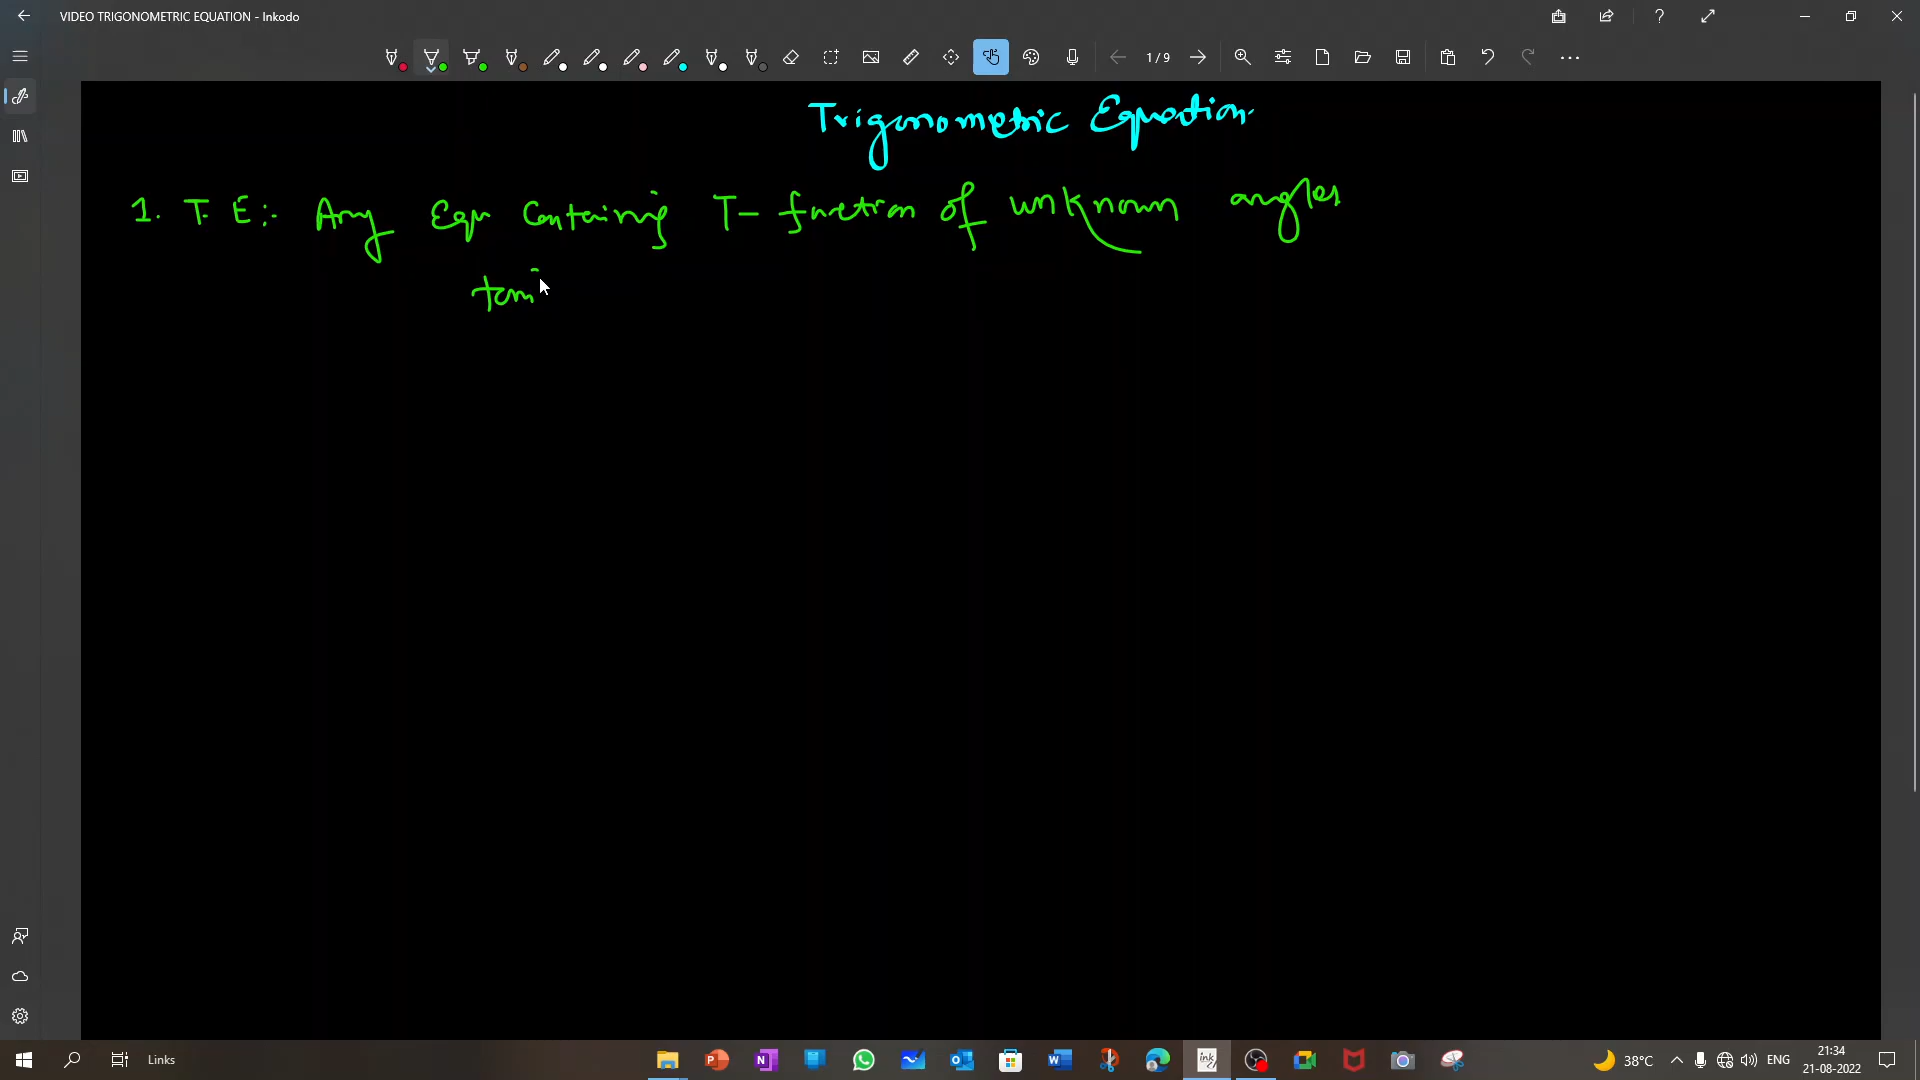 VIDEO TRIGONOMETRIC EQUATION - Inkodo
1 / 9
Trigonometric Equation
1. T. E:- Any Eqn Containing T- function of unknown angles
tan
Links
38°C
ENG
21:34
21-08-2022